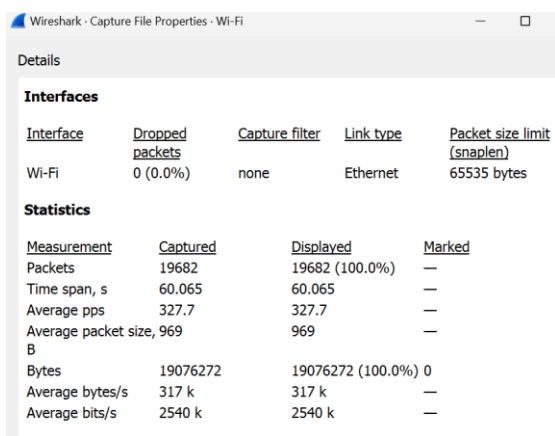 Wireshark · Capture File Properties · Wi-Fi
Details
Interfaces
Interface Dropped packets Capture filter Link type Packet size limit (snaplen)
Wi-Fi 0 (0.0%) none Ethernet 65535 bytes
Statistics
Measurement Captured Displayed Marked
Packets 19682 19682 (100.0%) —
Time span, s 60.065 60.065 —
Average pps 327.7 327.7 —
Average packet size, B 969 969 —
Bytes 19076272 19076272 (100.0%) 0
Average bytes/s 317 k 317 k —
Average bits/s 2540 k 2540 k —